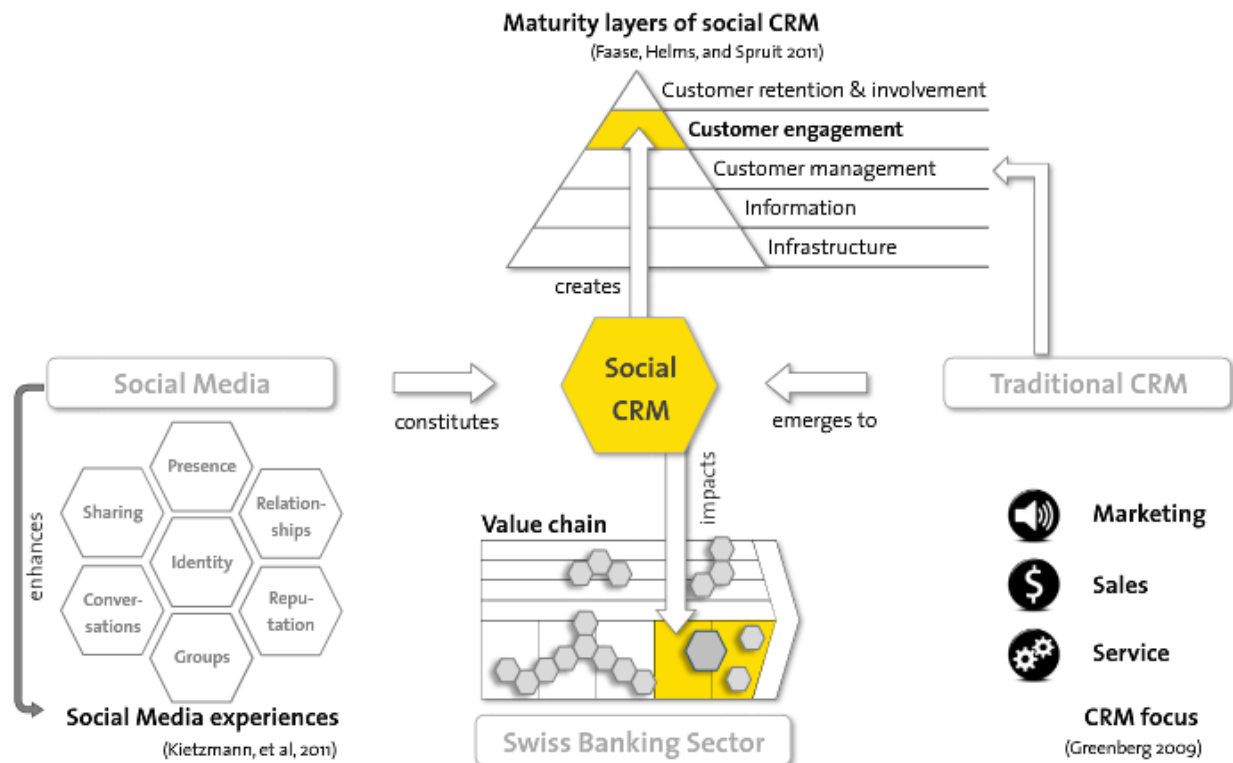 Maturity layers of social CRM
(Faase, Helms, and Spruit 2011)
Customer retention & involvement
Customer engagement
Customer management
Information
Infrastructure
creates
Social Media
constitutes
Social
CRM
emerges to
Traditional CRM
enhances
Presence
Sharing
Relation-
ships
Identity
Conver-
sations
Repu-
tation
Groups
Social Media experiences
(Kietzmann, et al, 2011)
impacts
Value chain
Swiss Banking Sector
Marketing
$
Sales
Service
CRM focus
(Greenberg 2009)